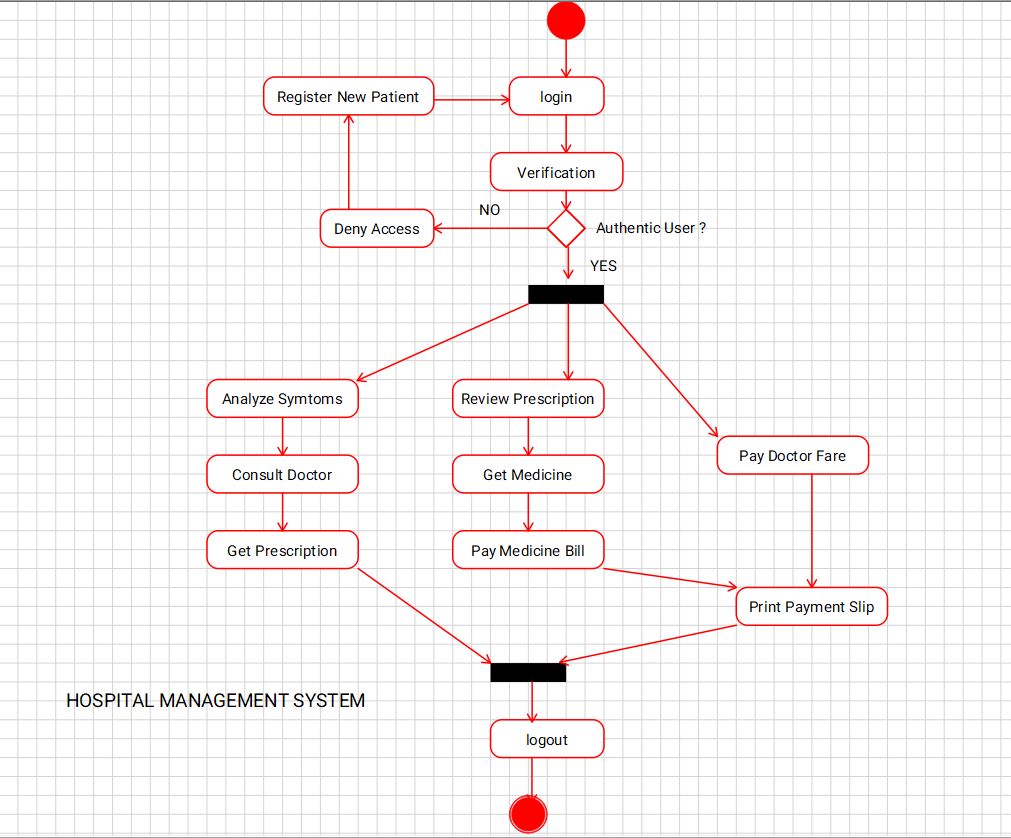 Register New Patient
login
Verification
NO
Deny Access
Authentic User ?
YES
Analyze Symtoms
Review Prescription
Pay Doctor Fare
Consult Doctor
Get Medicine
Get Prescription
Pay Medicine Bill
Print Payment Slip
HOSPITAL MANAGEMENT SYSTEM
logout